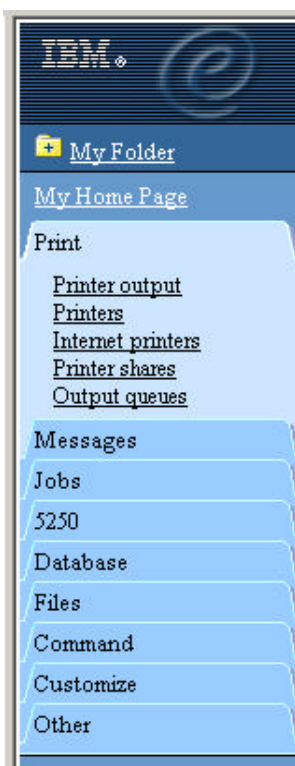 IBM®
My Folder
My Home Page
Print
Printer output
Printers
Internet printers
Printer shares
Output queues
Messages
Jobs
5250
Database
Files
Command
Customize
Other